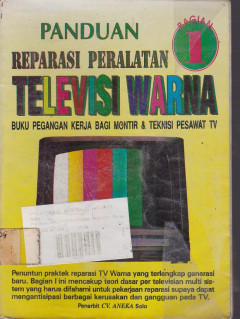 PANDUAN
BAGIAN
1
REPARASI PERALATAN
TELEVISI WARNA
BUKU PEGANGAN KERJA BAGI MONTIR & TEKNISI PESAWAT TV
Penuntun praktek reparasi TV Warna yang terlengkap generasi
baru. Bagian I ini mencakup teori dasar per televisian multi sis-
tem yang harus difahami untuk pekerjaan reparasi supaya dapat
mengantisipasi berbagai kerusakan dan gangguan pada TV.
Penerbit CV. ANEKA Solo